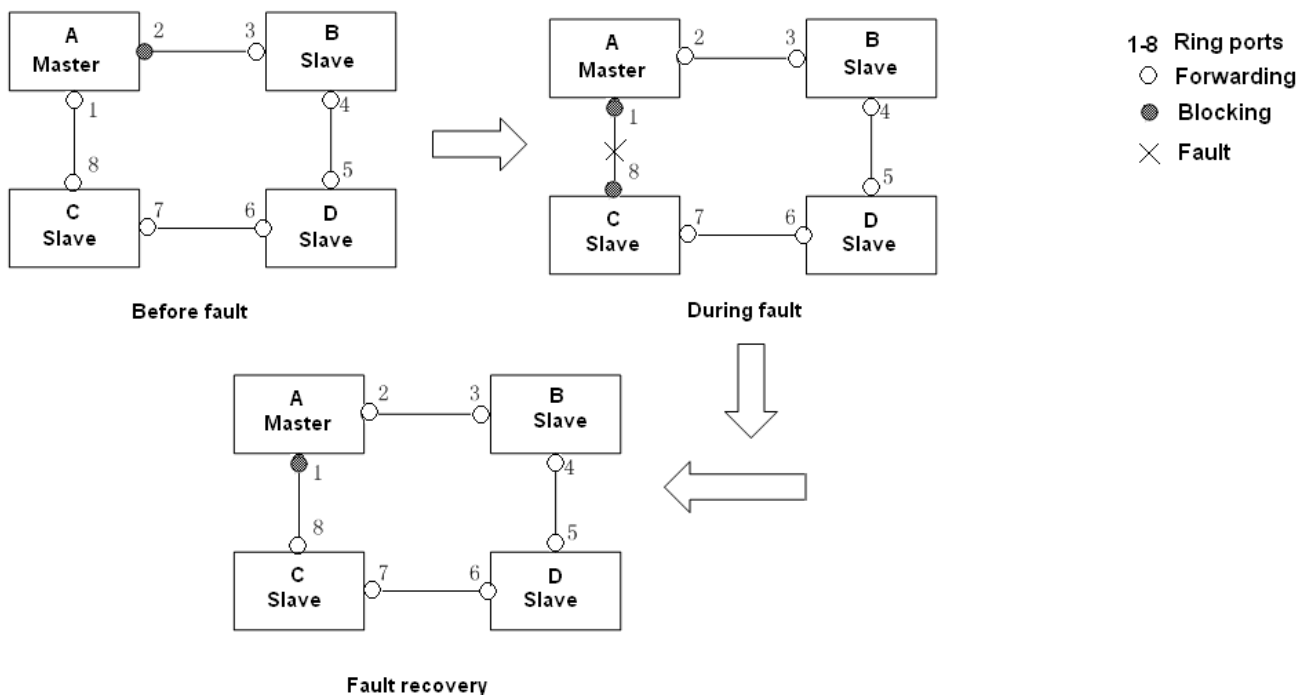 A
Master
2
3
B
Slave
1
4
8
5
C
Slave
7
6
D
Slave
Before fault
A
Master
2
3
B
Slave
1
4
8
5
C
Slave
7
6
D
Slave
During fault
1-8 Ring ports
Forwarding
Blocking
Fault
A
Master
2
3
B
Slave
1
4
8
5
C
Slave
7
6
D
Slave
Fault recovery